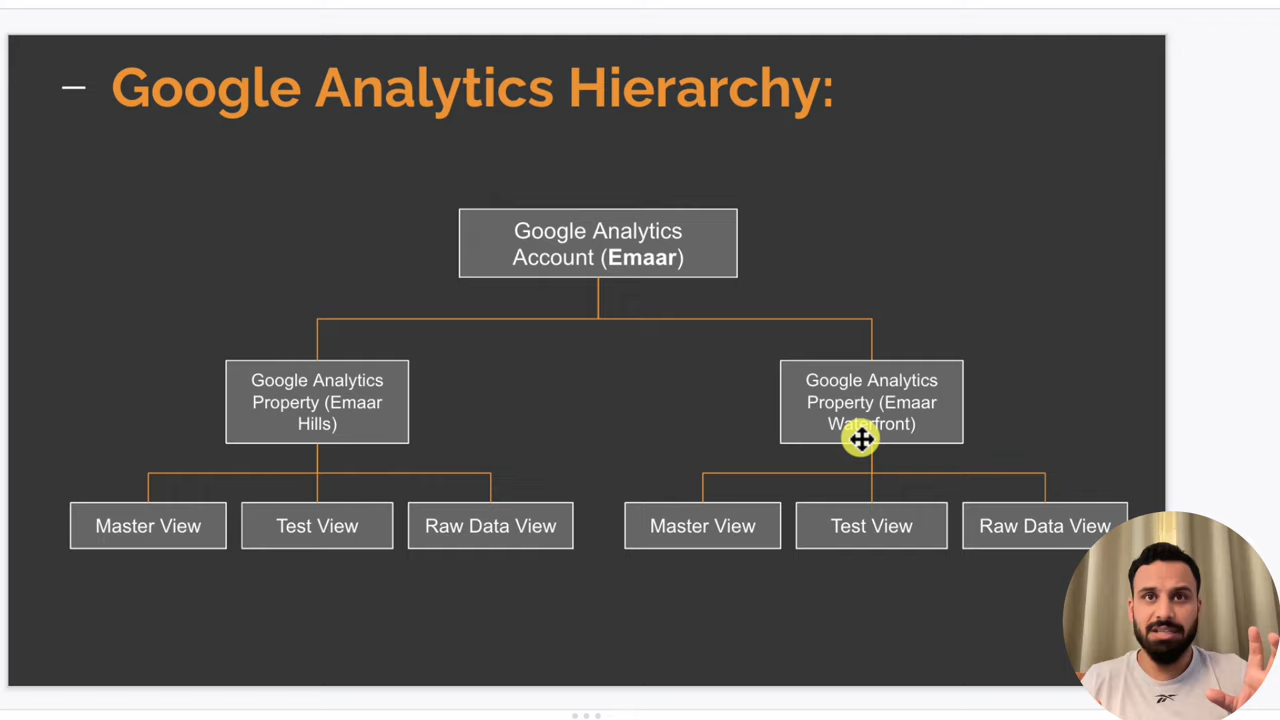 – Google Analytics Hierarchy:
Google Analytics
Account (Emaar)
Google Analytics
Property (Emaar
Hills)
Google Analytics
Property (Emaar
Waterfront)
Master View
Test View
Raw Data View
Master View
Test View
Raw Data View